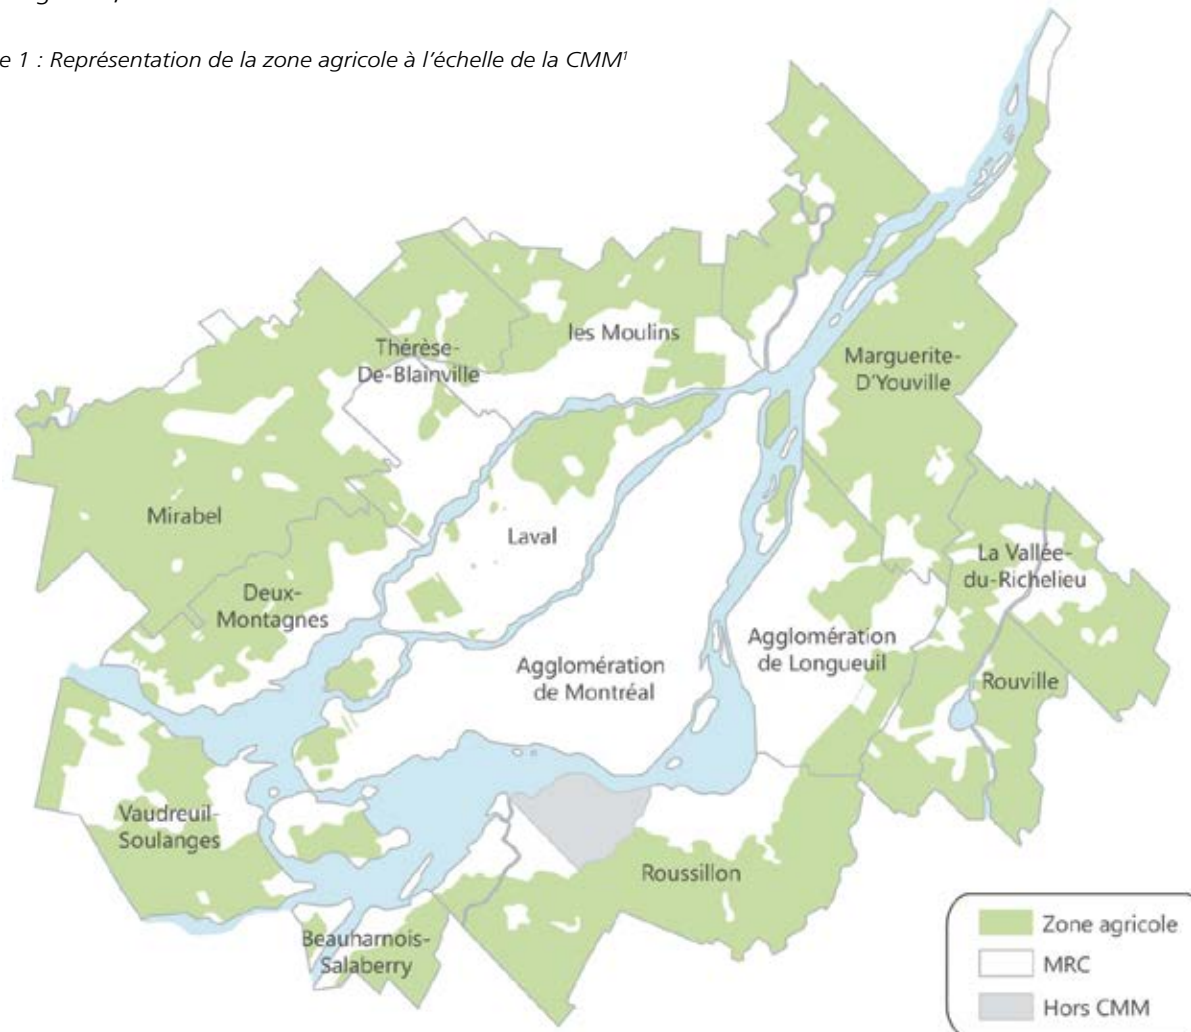 e 1 : Représentation de la zone agricole à l'échelle de la CMM¹
les Moulins
Thérèse-
De-Blainville
Marguerite-
D'Youville
Mirabel
Laval
La Vallée-
du-Richelieu
Deux-
Montagnes
Agglomération
de Longueuil
Agglomération
de Montréal
Rouville
Vaudreuil-
Soulanges
Roussillon
Beauharnois-
Salaberry
Zone agricole
MRC
Hors CMM